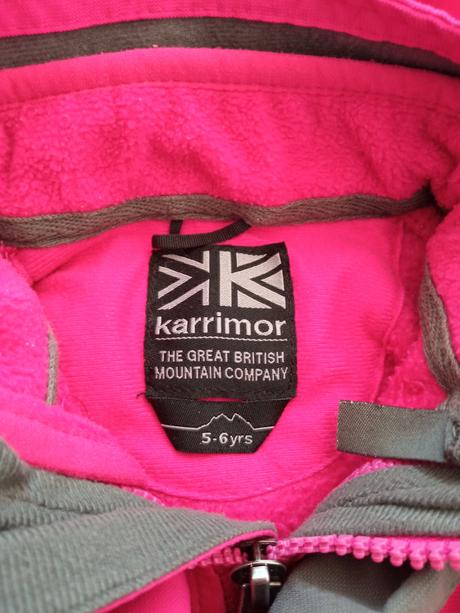 karrimor
THE GREAT BRITISH
MOUNTAIN COMPANY
5-6yrs